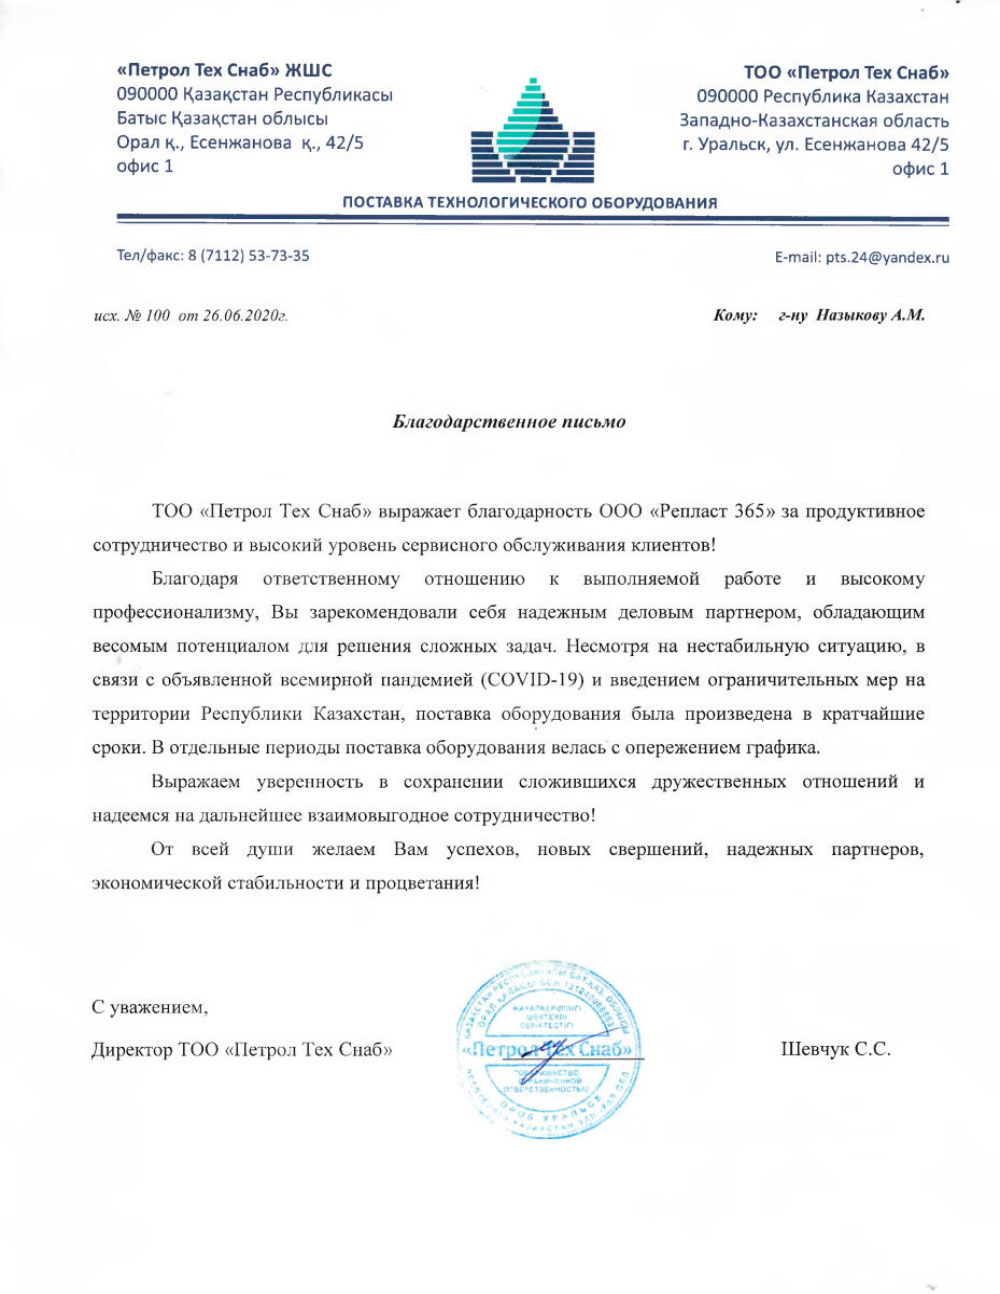 «Петрол Тех Снаб» ЖШС
090000 Қазақстан Республикасы
Батыс Қазақстан облысы
Орал қ., Есенжанова қ., 42/5
офис 1
ТОО «Петрол Тех Снаб»
090000 Республика Казахстан
Западно-Казахстанская область
г. Уральск, ул. Есенжанова 42/5
офис 1
ПОСТАВКА ТЕХНОЛОГИЧЕСКОГО ОБОРУДОВАНИЯ
Тел/факс: 8 (7112) 53-73-35
E-mail: pts.24@yandex.ru
исх. № 100 от 26.06.2020г.
Кому: г-ну Назыкову А.М.
Благодарственное письмо
ТОО «Петрол Тех Снаб» выражает благодарность ООО «Репласт 365» за продуктивное
сотрудничество и высокий уровень сервисного обслуживания клиентов!
Благодаря ответственному отношению к выполняемой работе и высокому
профессионализму, Вы зарекомендовали себя надежным деловым партнером, обладающим
весомым потенциалом для решения сложных задач. Несмотря на нестабильную ситуацию, в
связи с объявленной всемирной пандемией (COVID-19) и введением ограничительных мер на
территории Республики Казахстан, поставка оборудования была произведена в кратчайшие
сроки. В отдельные периоды поставка оборудования велась с опережением графика.
Выражаем уверенность в сохранении сложившихся дружественных отношений и
надеемся на дальнейшее взаимовыгодное сотрудничество!
От всей души желаем Вам успехов, новых свершений, надежных партнеров,
экономической стабильности и процветания!
С уважением,
Директор ТОО «Петрол Тех Снаб»
Шевчук С.С.
«Петрол Тех Снаб»